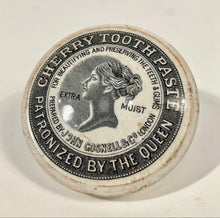 CHERRY TOOTH PASTE
FOR BEAUTIFYING AND PRESERVING THE TEETH & GUMS
EXTRA MOIST
PREPARED BY JOHN GOSNELL & Co LONDON
PATRONIZED BY THE QUEEN